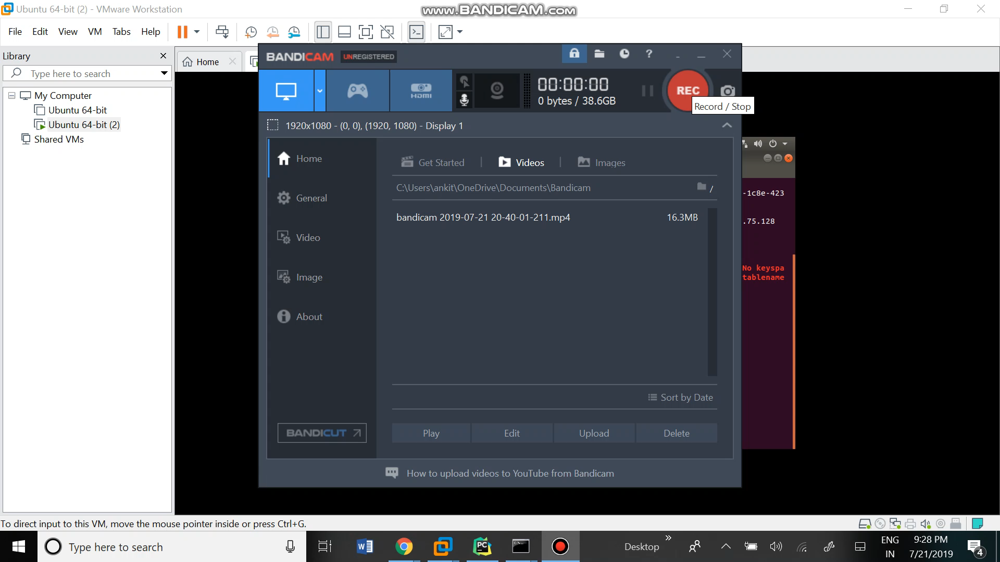 Ubuntu 64-bit (2) - VMware Workstation
www.BANDICAM.com
File Edit View VM Tabs Help
Library
Type here to search
My Computer
Ubuntu 64-bit
Ubuntu 64-bit (2)
Shared VMs
Home
BANDICAM UNREGISTERED
?
HDMI
00:00:00
0 bytes / 38.6GB
REC
Record / Stop
1920x1080 - (0, 0), (1920, 1080) - Display 1
Home
General
Video
Image
About
BANDICUT
Get Started | Videos | Images
C:\Users\ankit\OneDrive\Documents\Bandicam
/
bandicam 2019-07-21 20-40-01-211.mp4 16.3MB
Sort by Date
Play Edit Upload Delete
How to upload videos to YouTube from Bandicam
-1c8e-423
.75.128
No keyspa
tablename
To direct input to this VM, move the mouse pointer inside or press Ctrl+G.
Type here to search
W
PC
Desktop
ENG
IN
9:28 PM
7/21/2019
4